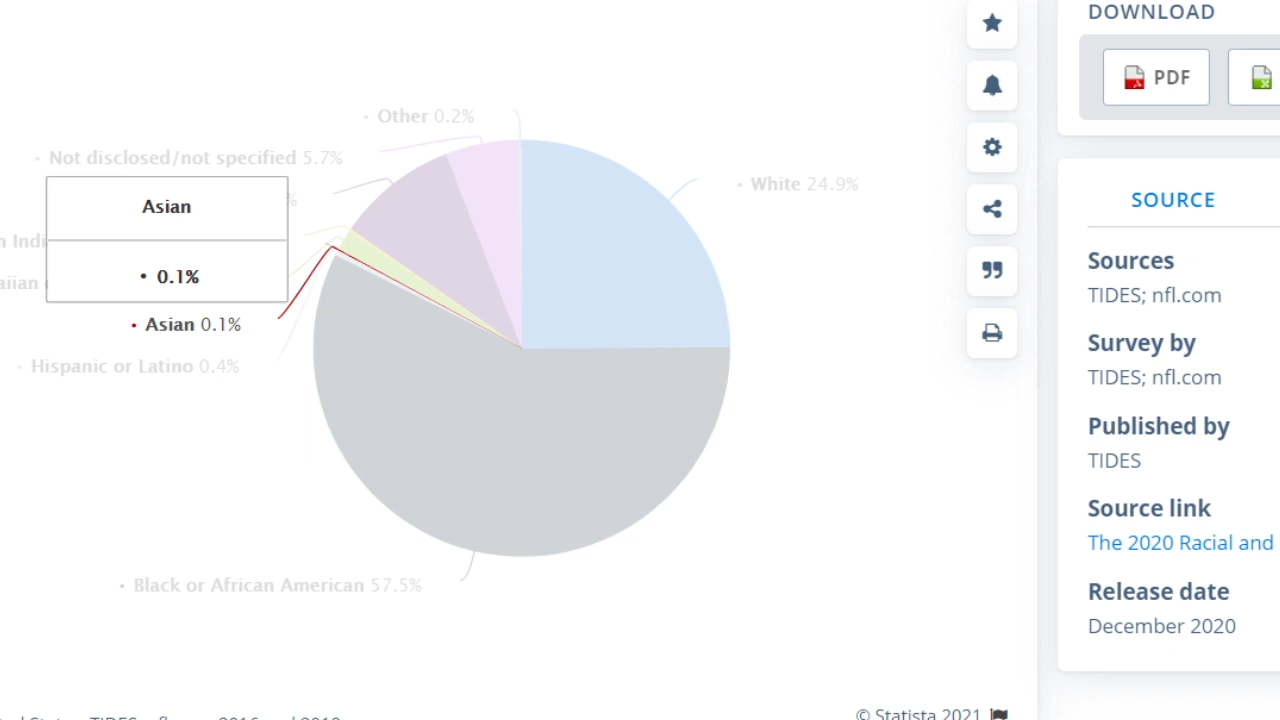 DOWNLOAD
PDF
• Other 0.2%
• Not disclosed/not specified 5.7%
• White 24.9%
Asian
%
• 0.1%
• Asian 0.1%
• Hispanic or Latino 0.4%
• Black or African American 57.5%
SOURCE
Sources
TIDES; nfl.com
Survey by
TIDES; nfl.com
Published by
TIDES
Source link
The 2020 Racial and
Release date
December 2020
© Statista 2021